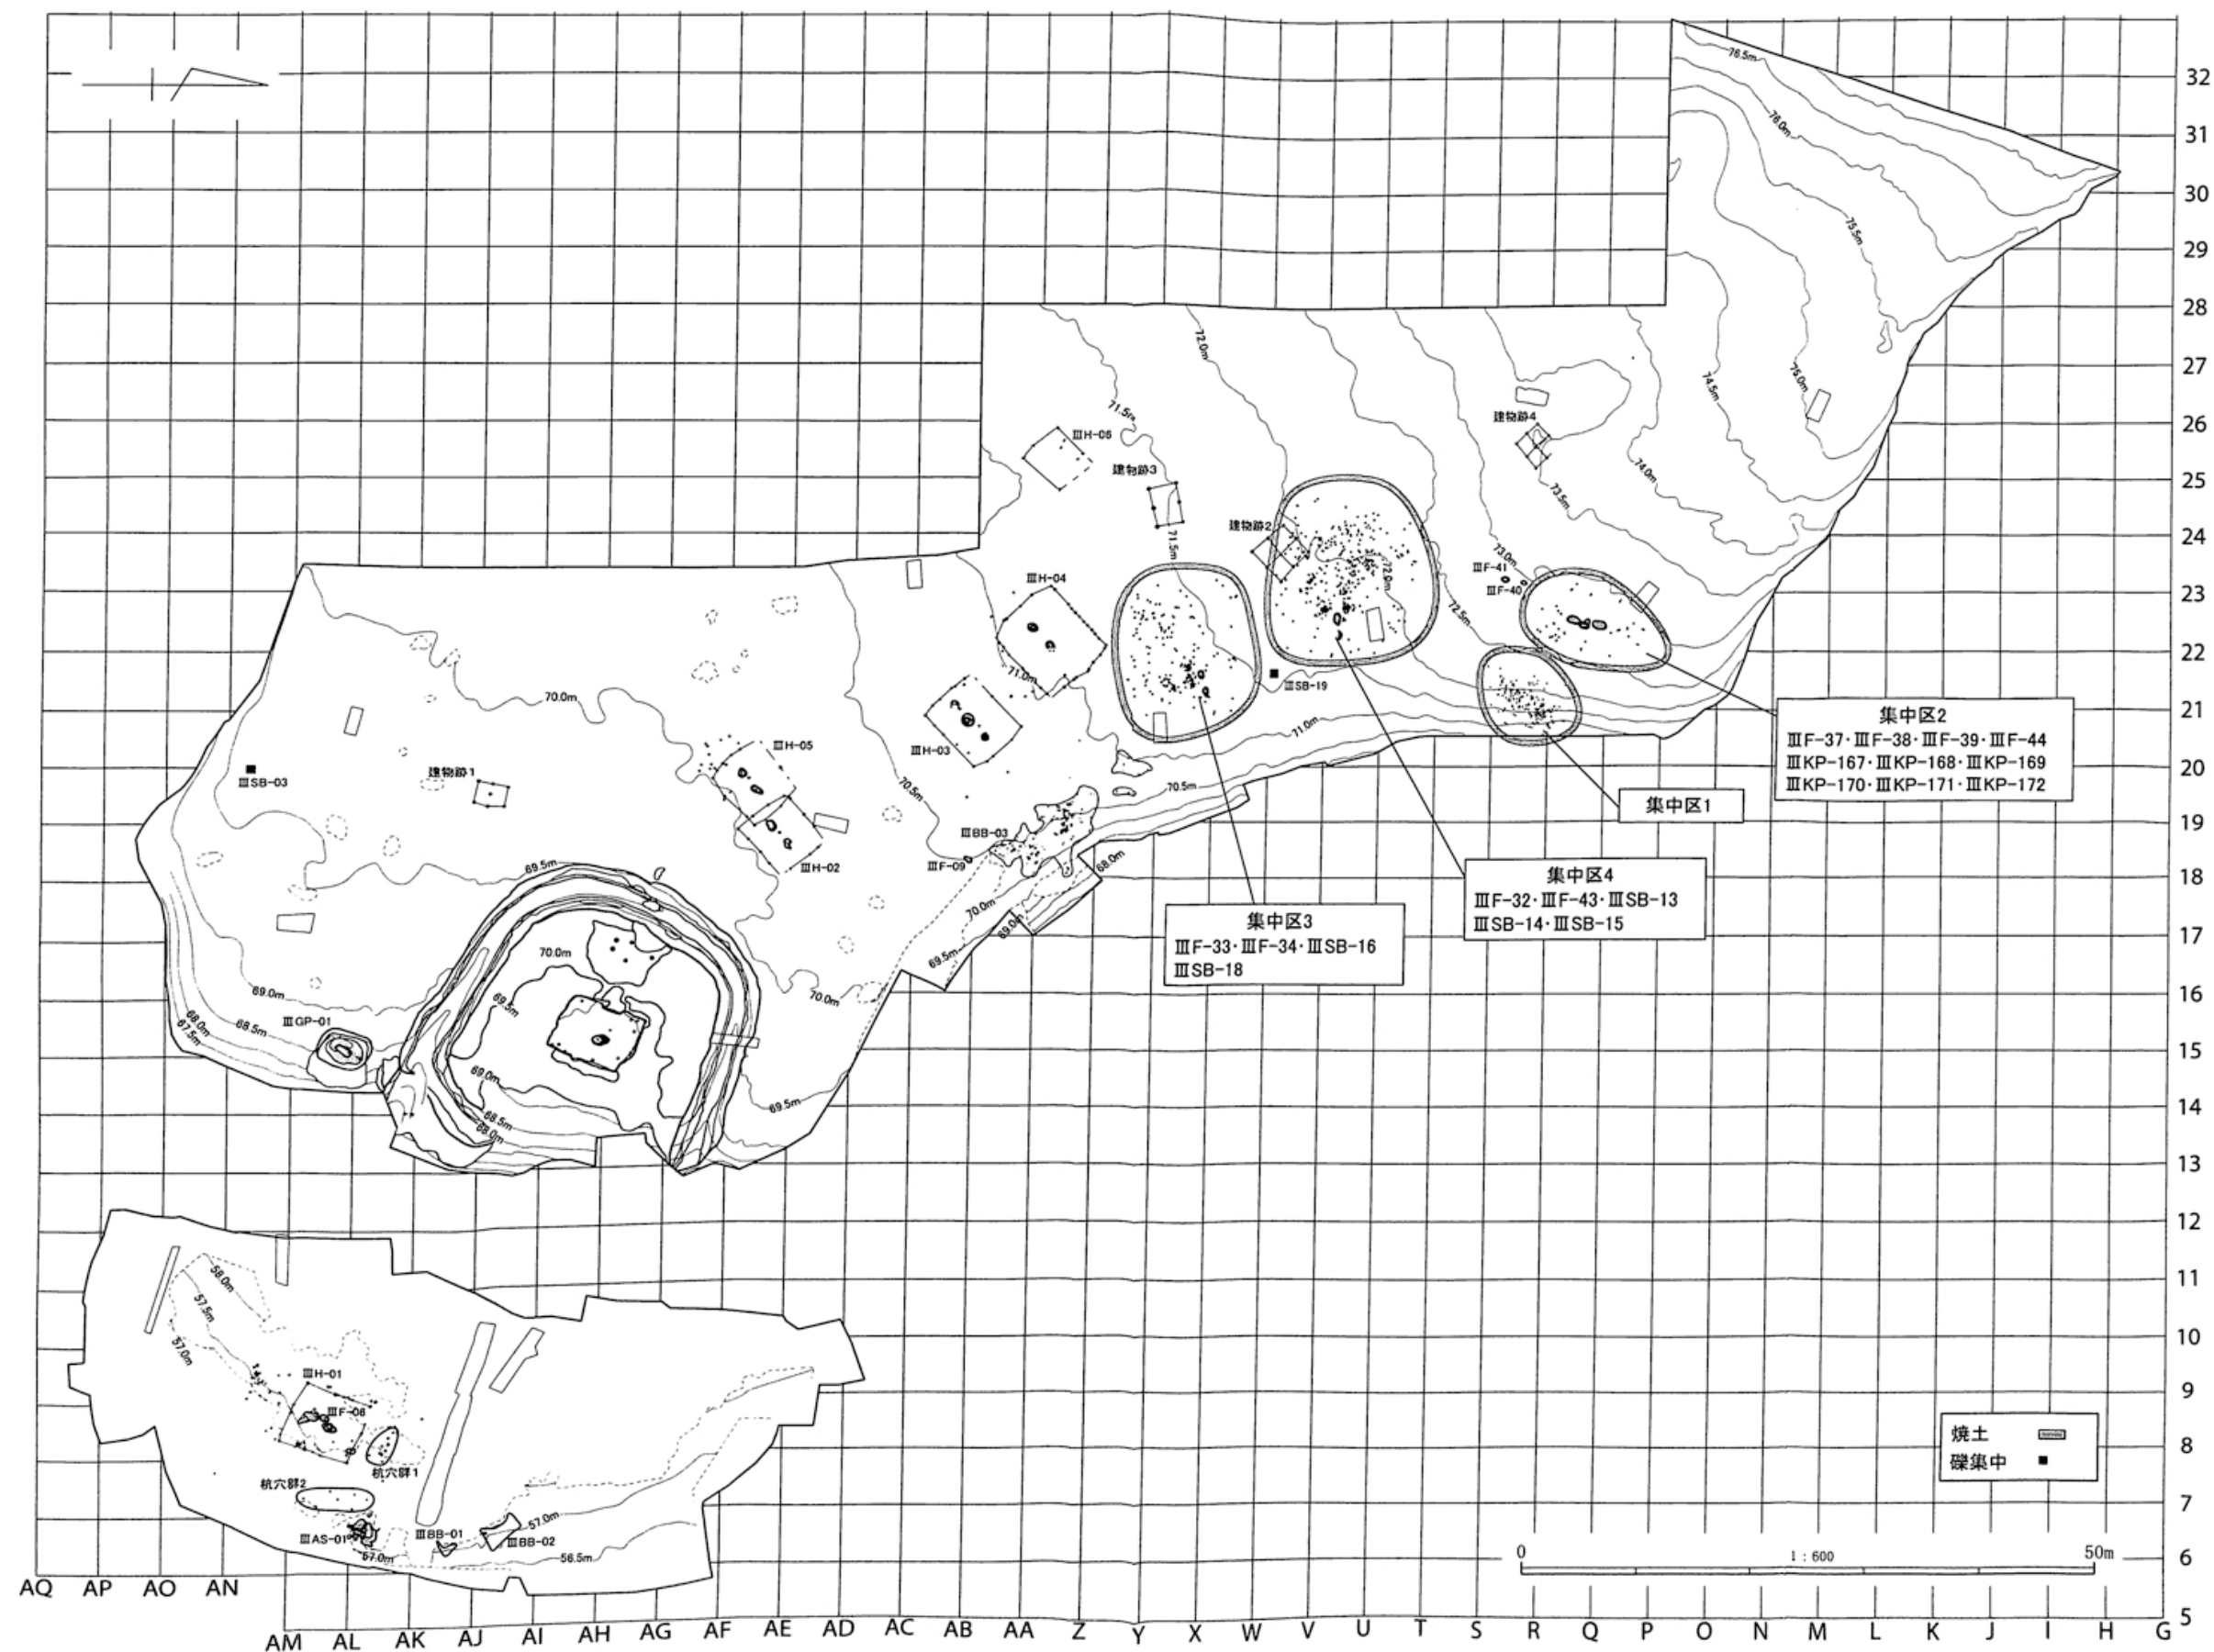 76.5m
32
76.0m
31
30
75.5m
29
28
72.0m
27
75.0m
74.5m
71.5m
26
建物跡4
ⅢH-06
建物跡3
74.0m
25
73.5m
建物跡2
24
71.5m
73.0m
ⅢF-41
72.0m
ⅢH-04
ⅢF-40
23
72.5m
22
71.0m
ⅢSB-19
70.0m
集中区2
21
71.0m
ⅢF-37・ⅢF-38・ⅢF-39・ⅢF-44
ⅢH-05
ⅢH-03
ⅢKP-167・ⅢKP-168・ⅢKP-169
ⅢKP-170・ⅢKP-171・ⅢKP-172
建物跡1
20
ⅢSB-03
70.5m
70.5m
集中区1
19
ⅢBB-03
69.5m
ⅢH-02
ⅢF-09
68.0m
18
集中区4
ⅢF-32・ⅢF-43・ⅢSB-13
ⅢSB-14・ⅢSB-15
70.0m
69.0m
集中区3
17
ⅢF-33・ⅢF-34・ⅢSB-16
ⅢSB-18
70.0m
69.5m
69.0m
69.5m
70.0m
16
ⅢGP-01
68.0m
67.5m
68.5m
15
69.0m
69.5m
14
68.5m
68.0m
13
12
58.0m
11
57.5m
57.0m
10
ⅢH-01
9
ⅢF-06
焼土
8
礫集中
杭穴群1
杭穴群2
7
57.0m
ⅢAS-01
ⅢBB-01
ⅢBB-02
57.0m
56.5m
0
1:600
50m
6
AQ AP AO AN
5
AM AL AK AJ AI AH AG AF AE AD AC AB AA Z Y X W V U T S R Q P O N M L K J I H G